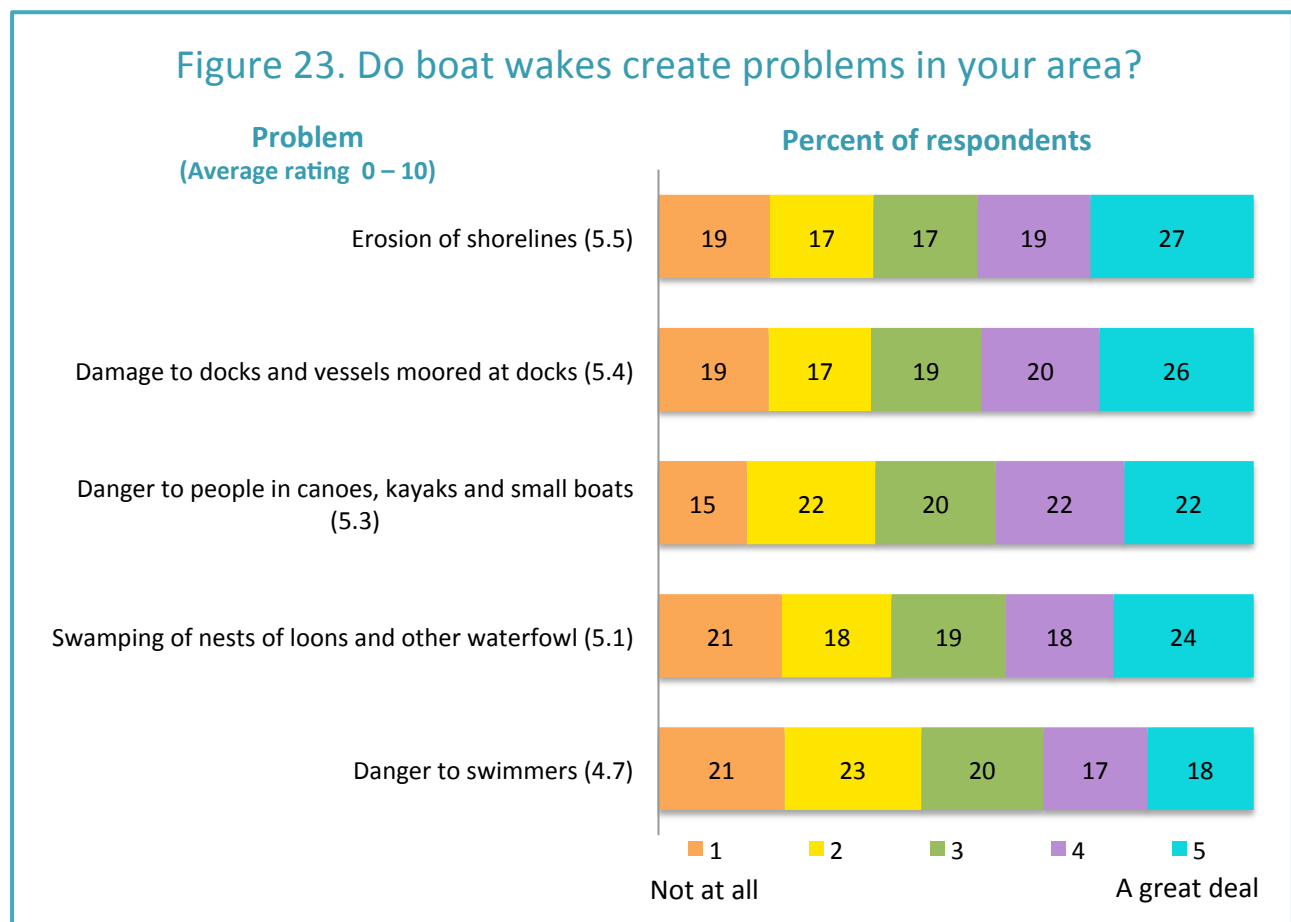 Figure 23. Do boat wakes create problems in your area?
Problem
(Average rating 0 – 10)
Percent of respondents
Erosion of shorelines (5.5)
19 17 17 19 27
Damage to docks and vessels moored at docks (5.4)
19 17 19 20 26
Danger to people in canoes, kayaks and small boats
(5.3)
15 22 20 22 22
Swamping of nests of loons and other waterfowl (5.1)
21 18 19 18 24
Danger to swimmers (4.7)
21 23 20 17 18
1 2 3 4 5
Not at all
A great deal